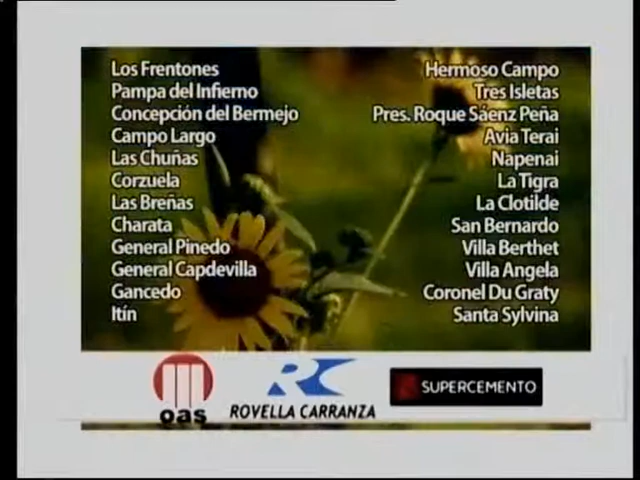 Los Frentones
Pampa del Infierno
Concepción del Bermejo
Campo Largo
Las Chuñas
Corzuela
Las Breñas
Charata
General Pinedo
General Capdevilla
Gancedo
Itín
Hermoso Campo
Tres Isletas
Pres. Roque Sáenz Peña
Avia Terai
Napenai
La Tigra
La Clotilde
San Bernardo
Villa Berthet
Villa Angela
Coronel Du Graty
Santa Sylvina
oas
RC
ROVELLA CARRANZA
SUPERCEMENTO